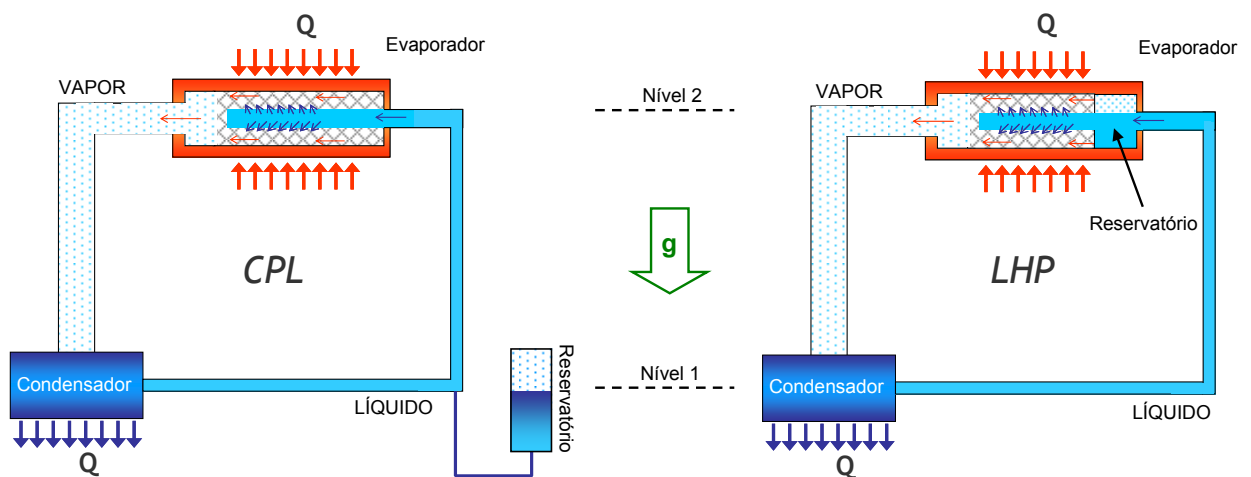 Q
Evaporador
VAPOR
CPL
Condensador
LÍQUIDO
Q
Reservatório
Nível 2
g
Nível 1
Q
Evaporador
VAPOR
Reservatório
LHP
Condensador
LÍQUIDO
Q